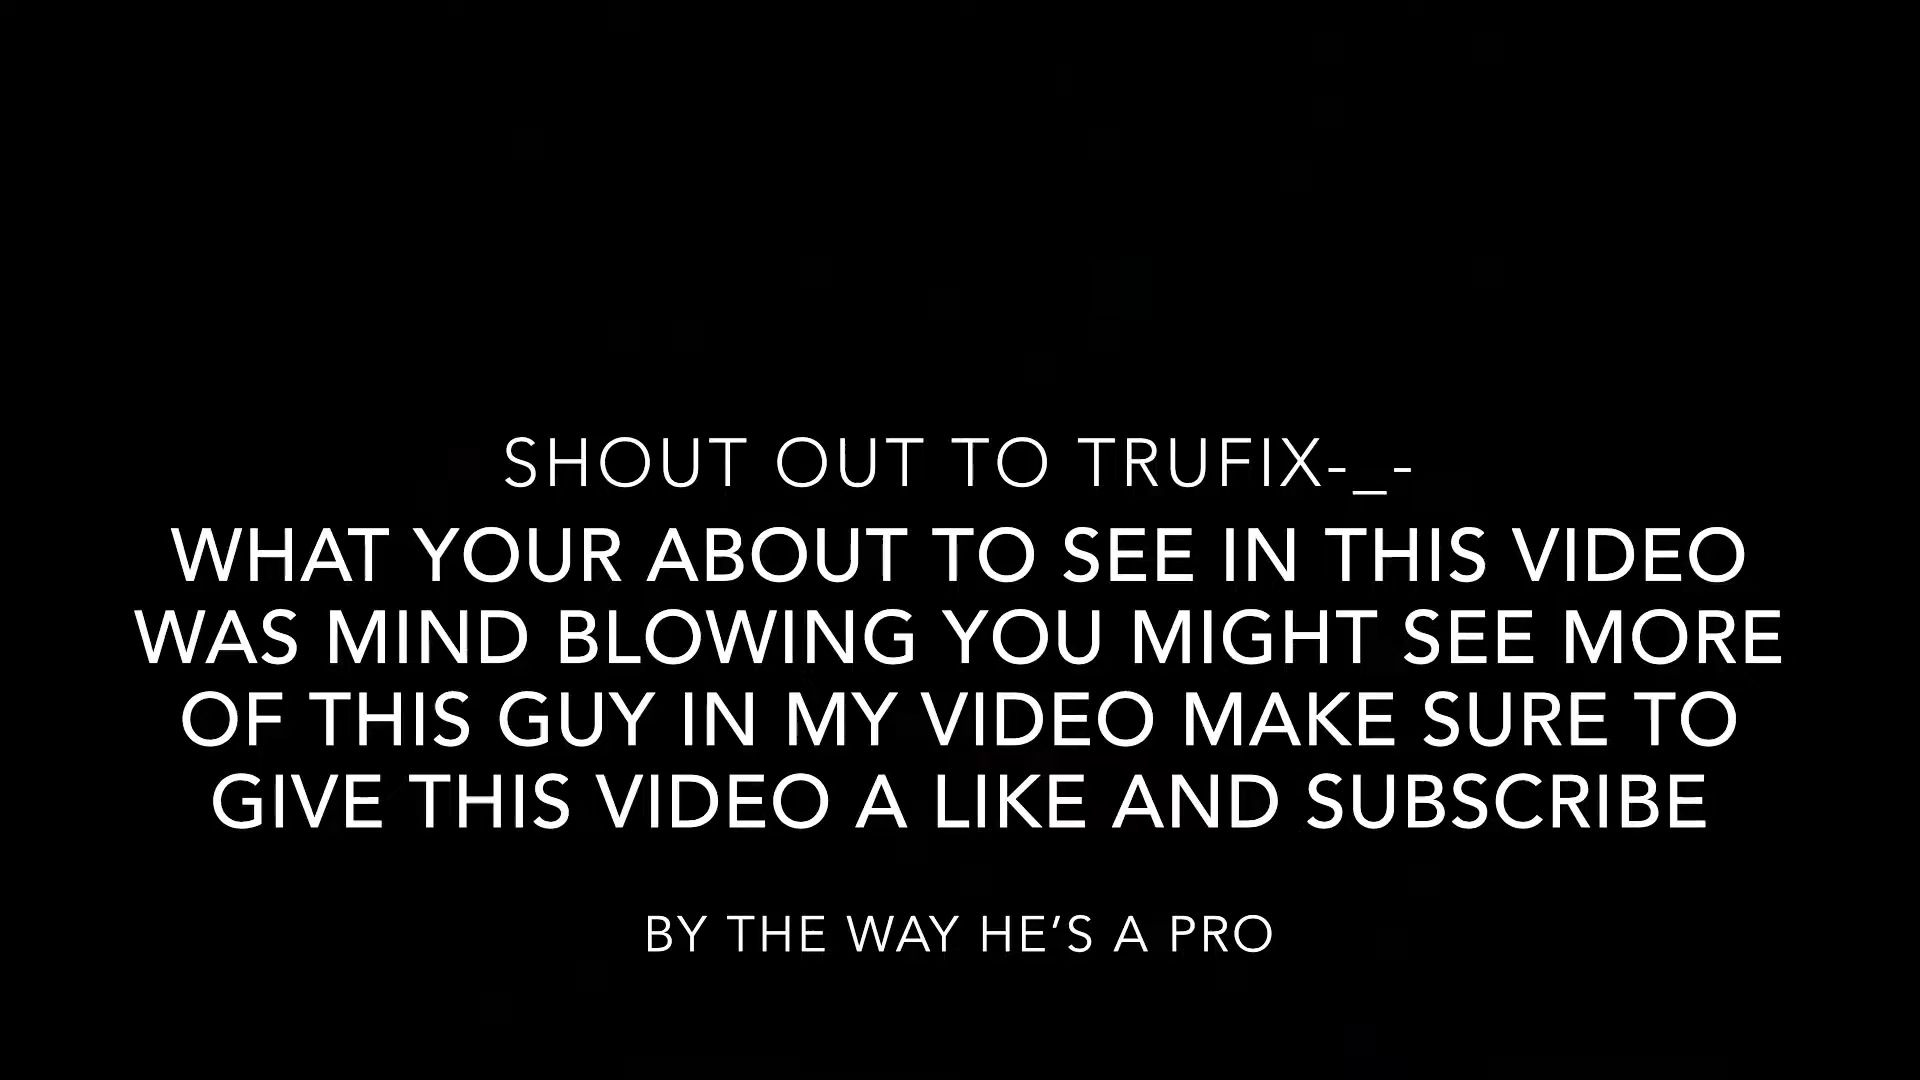 SHOUT OUT TO TRUFIX-_-
WHAT YOUR ABOUT TO SEE IN THIS VIDEO
WAS MIND BLOWING YOU MIGHT SEE MORE
OF THIS GUY IN MY VIDEO MAKE SURE TO
GIVE THIS VIDEO A LIKE AND SUBSCRIBE
BY THE WAY HE’S A PRO